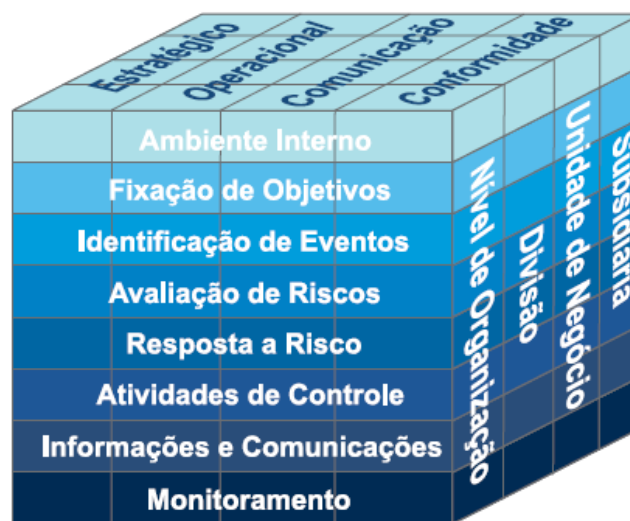 Estratégico
Operacional
Comunicação
Conformidade
Ambiente Interno
Fixação de Objetivos
Identificação de Eventos
Avaliação de Riscos
Resposta a Risco
Atividades de Controle
Informações e Comunicações
Monitoramento
Nível de Organização
Divisão
Unidade de Negócio
Subsidiaria